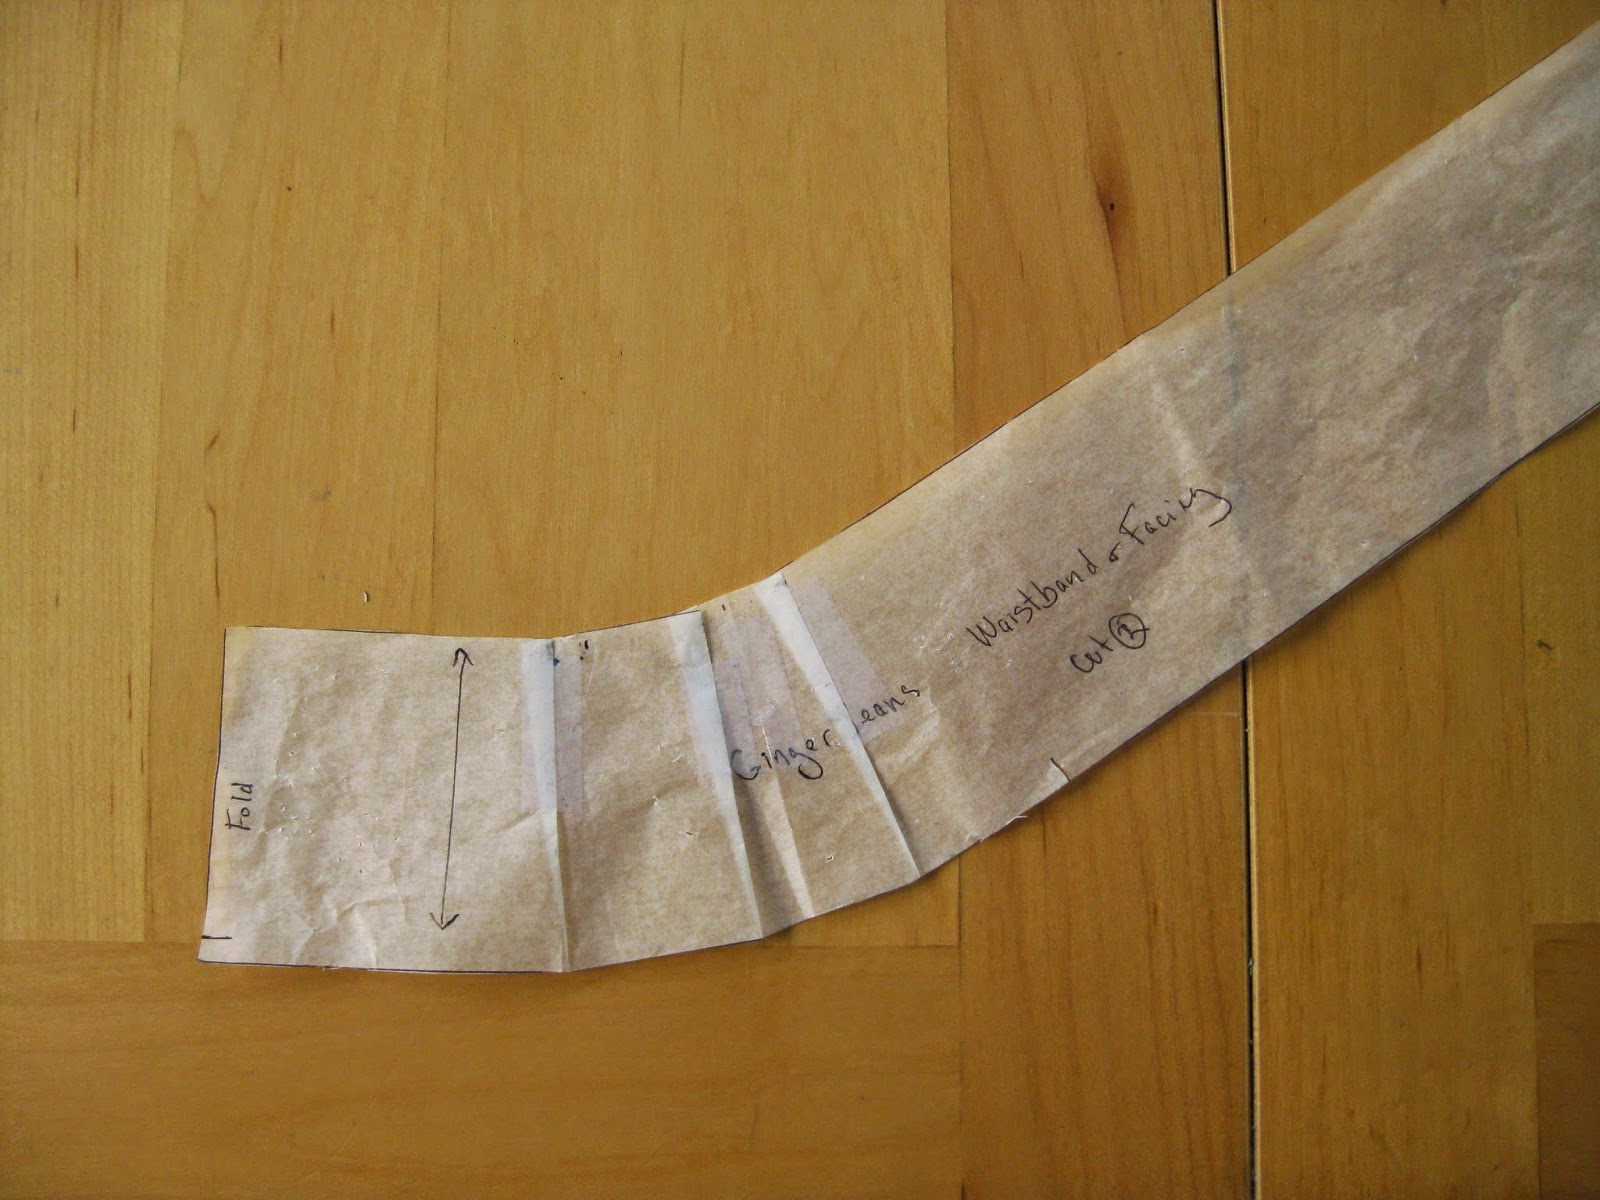 Fold
Ginger Jeans
Waistband & Facing
Cut 2